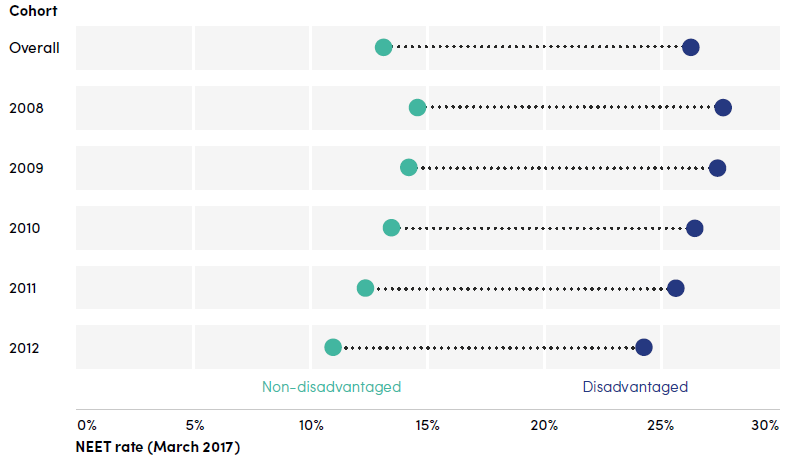 Cohort
Overall
2008
2009
2010
2011
2012
Non-disadvantaged Disadvantaged
0% 5% 10% 15% 20% 25% 30%
NEET rate (March 2017)